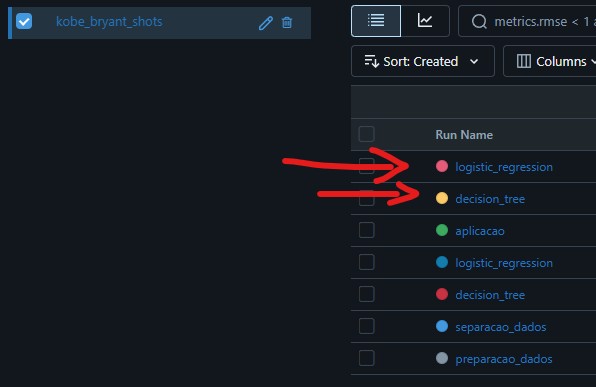 kobe_bryant_shots
metrics.rmse < 1 a
Sort: Created
Columns
Run Name
logistic_regression
decision_tree
aplicacao
logistic_regression
decision_tree
separacao_dados
preparacao_dados